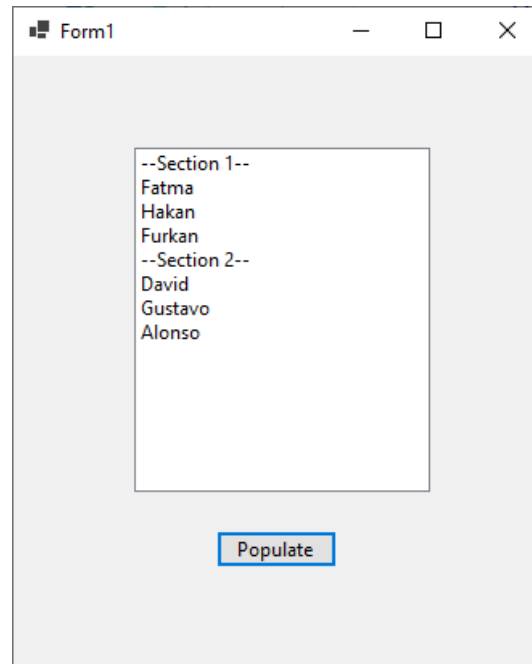 Form1
--Section 1--
Fatma
Hakan
Furkan
--Section 2--
David
Gustavo
Alonso
Populate